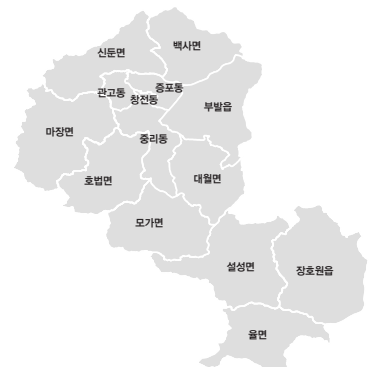 백사면
신둔면
증포동
관고동
창전동
부발읍
마장면
중리동
호법면
대월면
모가면
설성면
장호원읍
율면